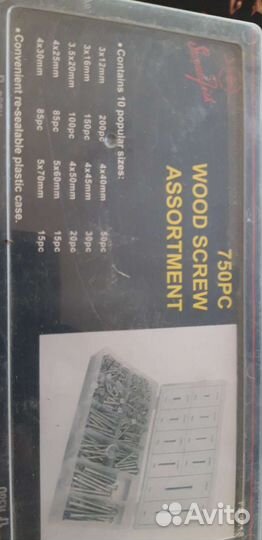 750PC
WOOD SCREW
ASSORTMENT
• Contains 10 popular sizes:
3x12mm 200pc 4x40mm 50pc
3x16mm 150pc 4x45mm 30pc
3.5x20mm 100pc 4x50mm 20pc
4x25mm 85pc 5x60mm 15pc
4x30mm 85pc 5x70mm 15pc
• Convenient re-sealable plastic case.
Avito